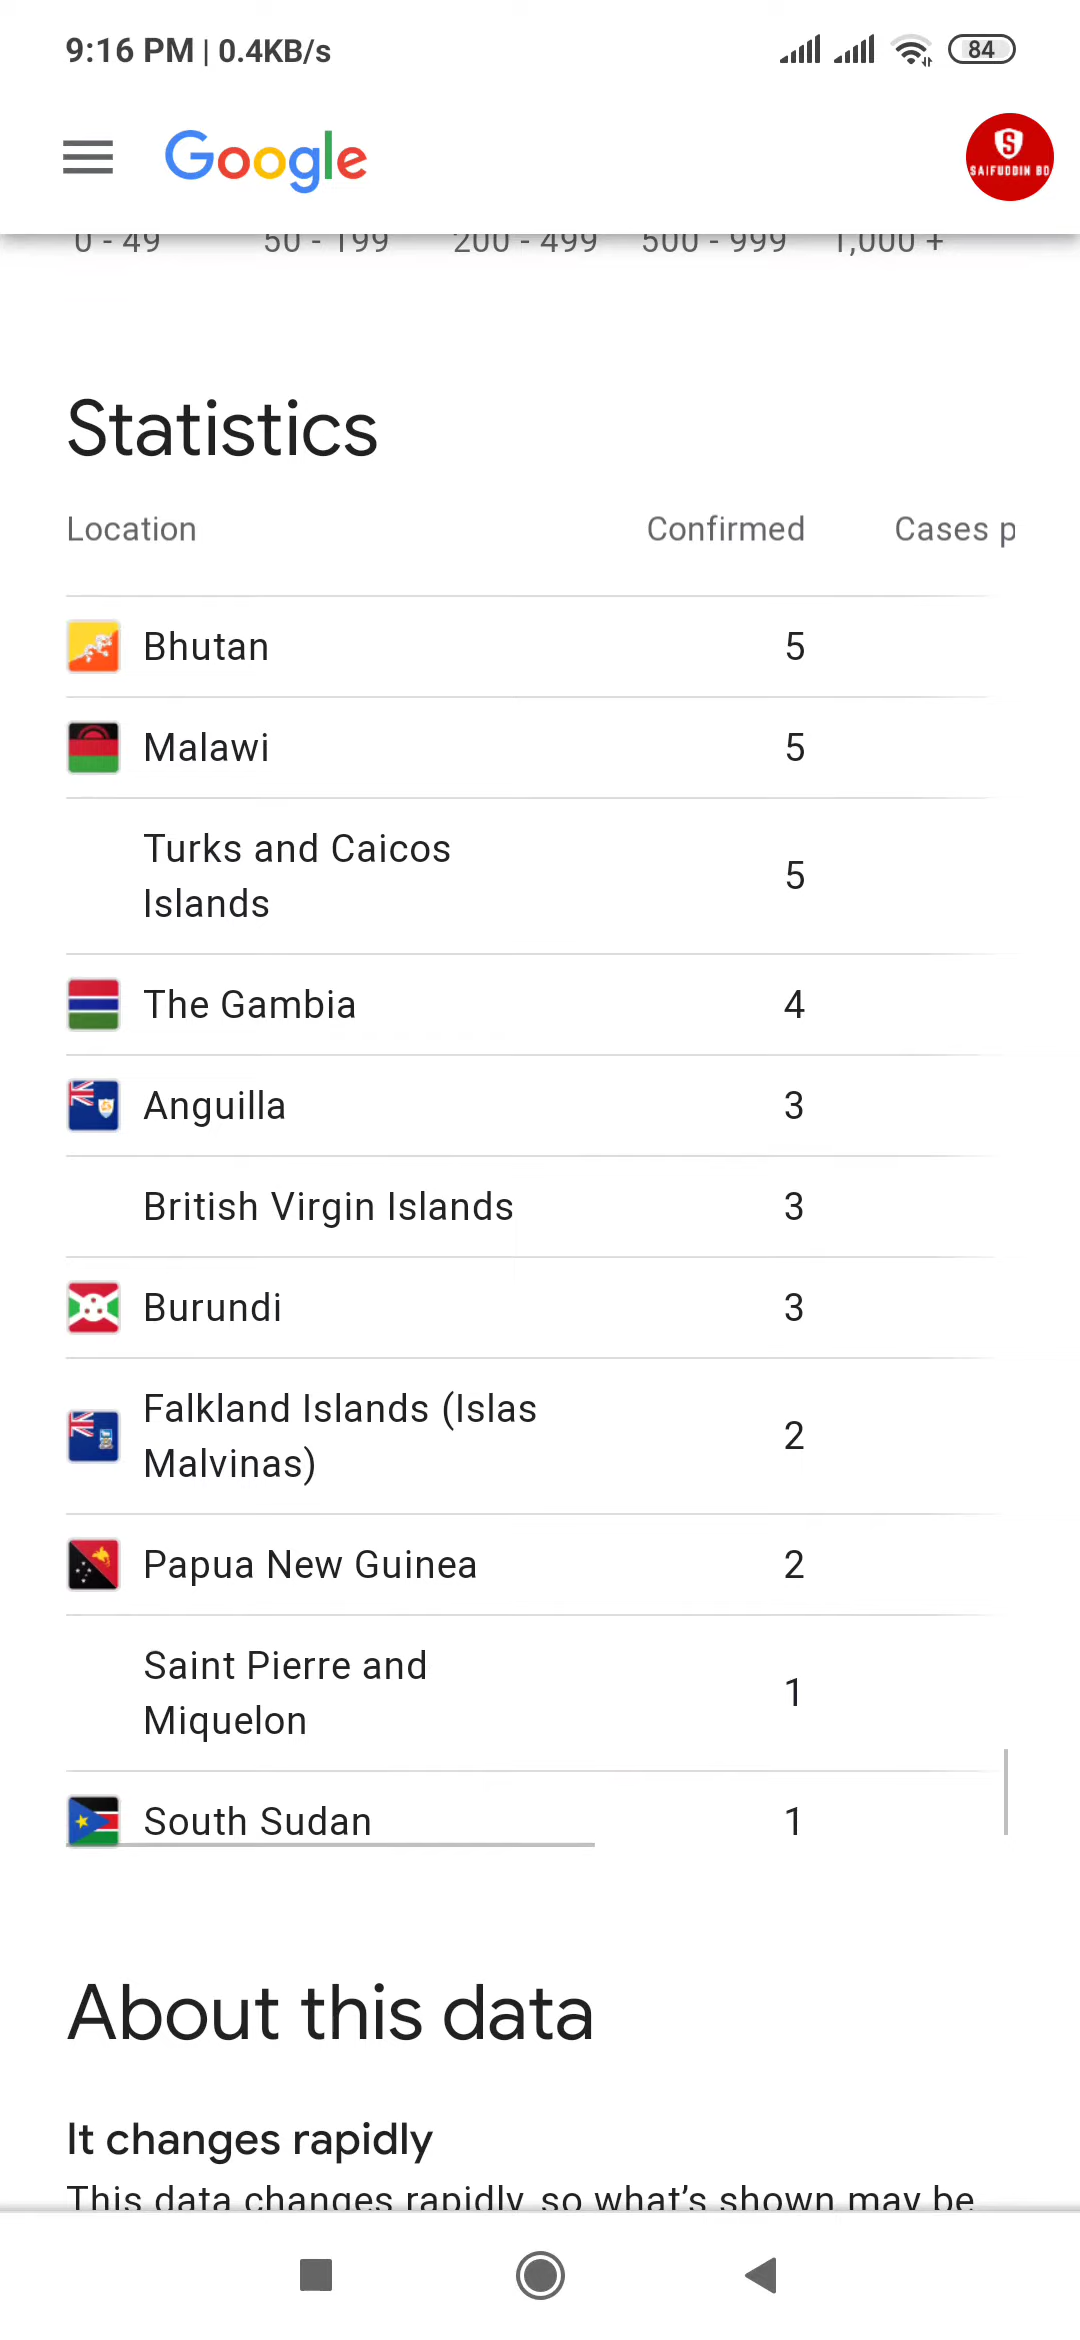 9:16 PM | 0.4KB/s
84
Google
S
SAIFUDDIN BD
0 - 49 50 - 199 200 - 499 500 - 999 1,000 +
Statistics
Location Confirmed Cases p
Bhutan 5
Malawi 5
Turks and Caicos
Islands 5
The Gambia 4
Anguilla 3
British Virgin Islands 3
Burundi 3
Falkland Islands (Islas
Malvinas) 2
Papua New Guinea 2
Saint Pierre and
Miquelon 1
South Sudan 1
About this data
It changes rapidly
This data changes rapidly, so what’s shown may be